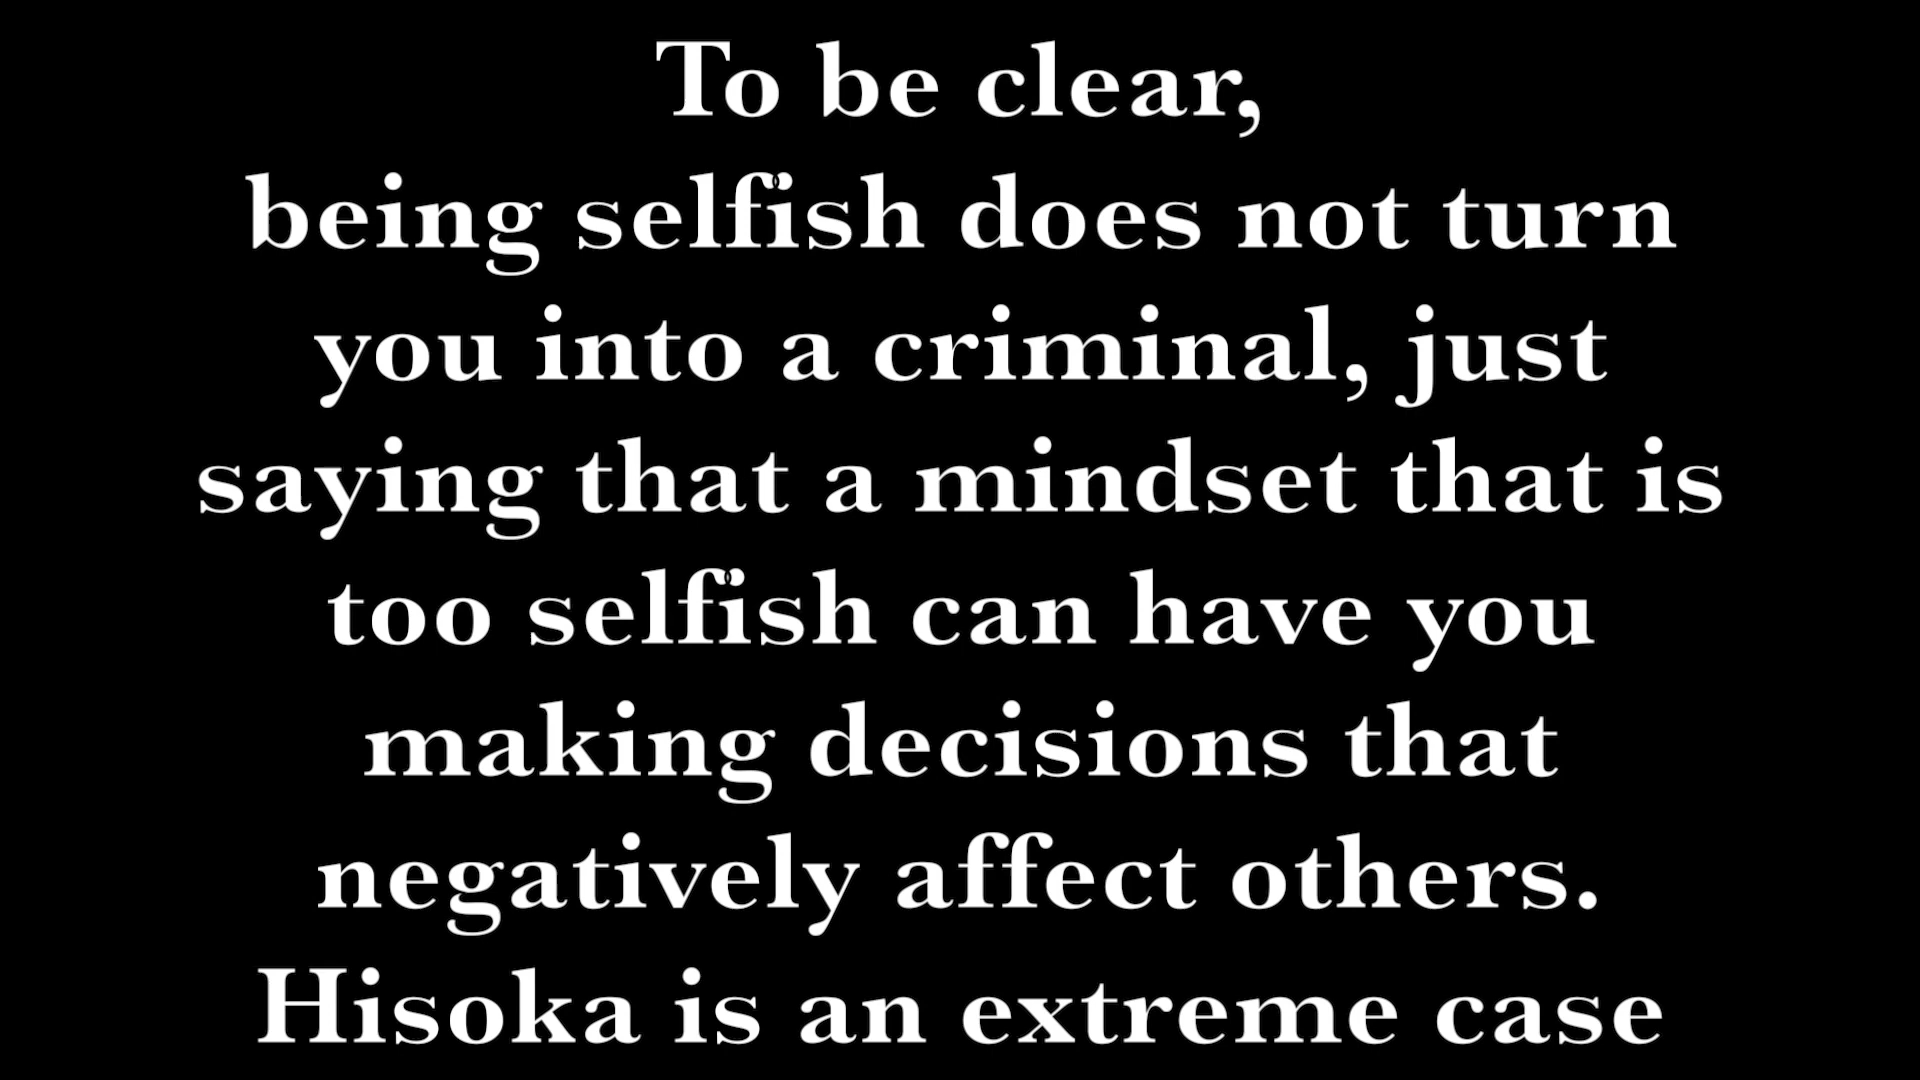 To be clear,
being selfish does not turn
you into a criminal, just
saying that a mindset that is
too selfish can have you
making decisions that
negatively affect others.
Hisoka is an extreme case